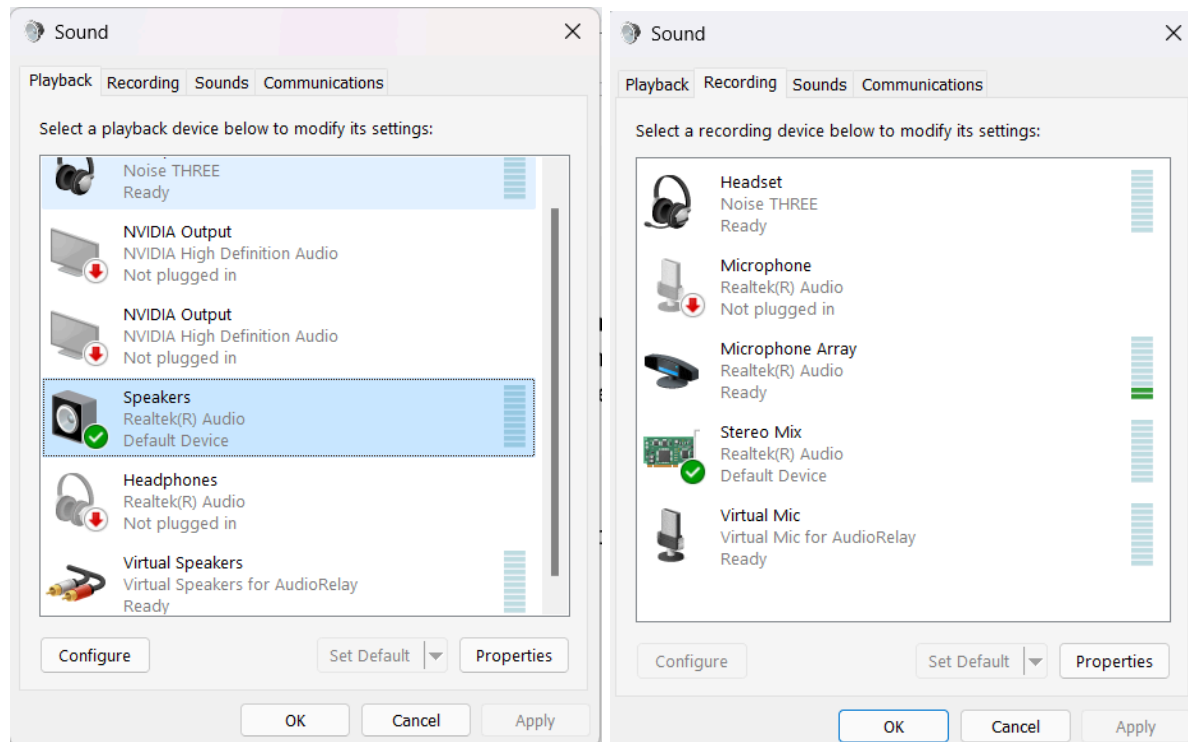 Sound
Playback Recording Sounds Communications
Select a playback device below to modify its settings:
Noise THREE
Ready
NVIDIA Output
NVIDIA High Definition Audio
Not plugged in
NVIDIA Output
NVIDIA High Definition Audio
Not plugged in
Speakers
Realtek(R) Audio
Default Device
Headphones
Realtek(R) Audio
Not plugged in
Virtual Speakers
Virtual Speakers for AudioRelay
Ready
Configure Set Default Properties
OK Cancel Apply
Sound
Playback Recording Sounds Communications
Select a recording device below to modify its settings:
Headset
Noise THREE
Ready
Microphone
Realtek(R) Audio
Not plugged in
Microphone Array
Realtek(R) Audio
Ready
Stereo Mix
Realtek(R) Audio
Default Device
Virtual Mic
Virtual Mic for AudioRelay
Ready
Configure Set Default Properties
OK Cancel Apply